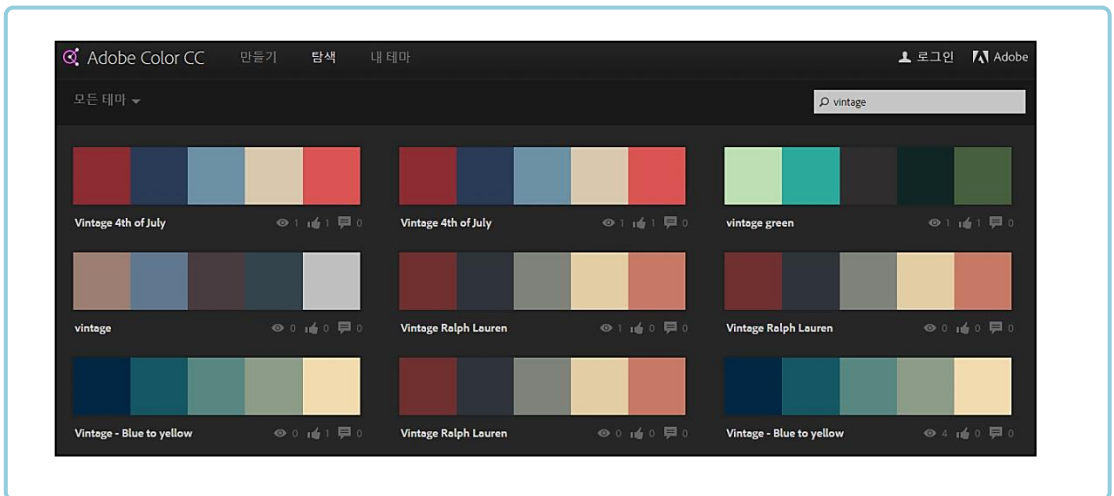 Adobe Color CC 만들기 탐색 내 테마 로그인 Adobe
모든 테마 vintage
Vintage 4th of July 1 1 0 Vintage 4th of July 1 1 0 vintage green 1 1 0
vintage 0 0 0 Vintage Ralph Lauren 1 0 0 Vintage Ralph Lauren 0 0 0
Vintage - Blue to yellow 0 1 0 Vintage Ralph Lauren 0 0 0 Vintage - Blue to yellow 4 0 0